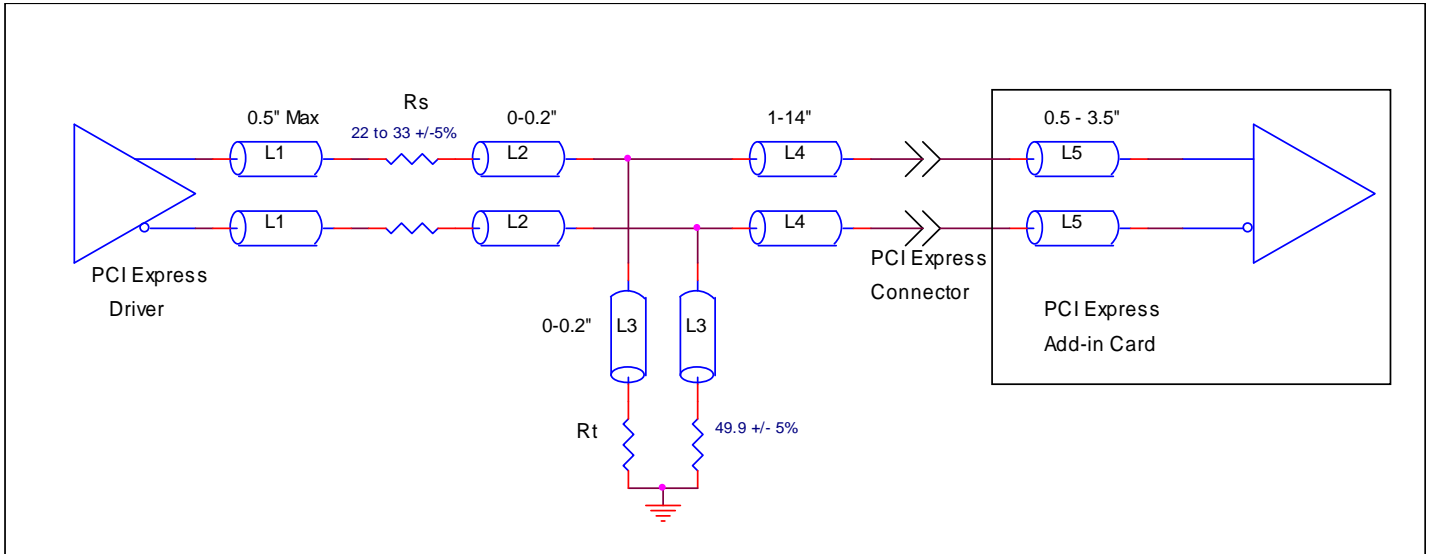 Rs
0.5" Max
22 to 33 +/-5%
0-0.2"
1-14"
0.5 - 3.5"
L1
L2
L4
L5
L1
L2
L4
L5
PCI Express
Driver
PCI Express
Connector
PCI Express
Add-in Card
0-0.2"
L3
L3
Rt
49.9 +/- 5%